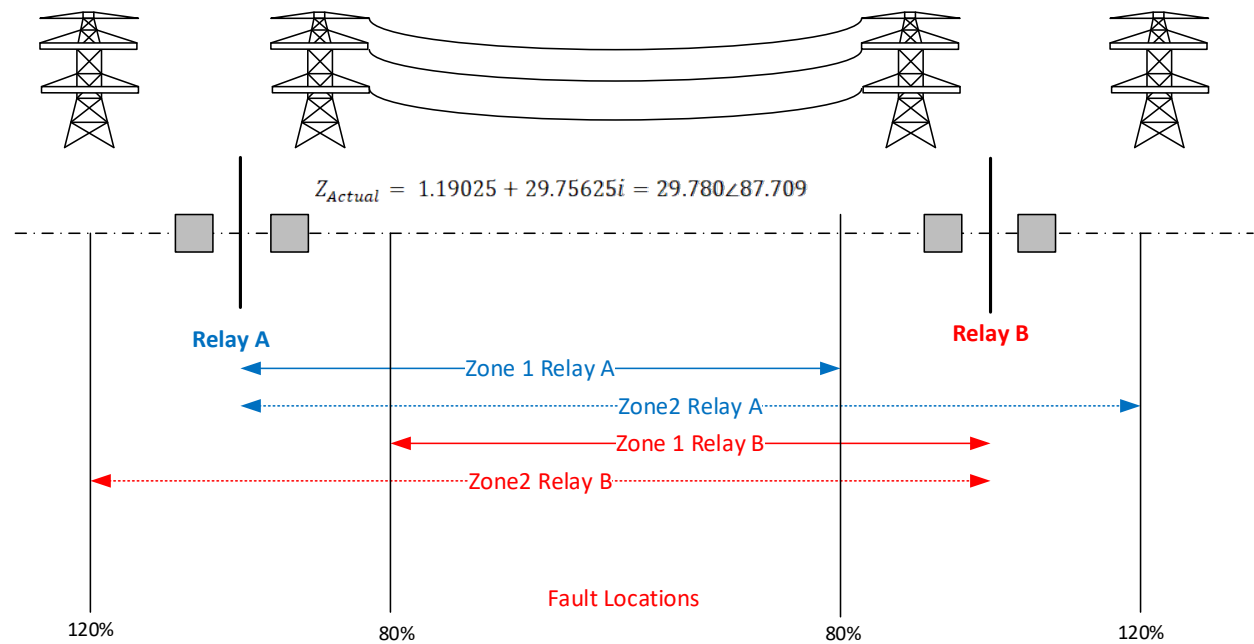 Z_Actual = 1.19025 + 29.75625i = 29.780∠87.709
Relay A
Relay B
Zone 1 Relay A
Zone2 Relay A
Zone 1 Relay B
Zone2 Relay B
Fault Locations
120%
80%
80%
120%